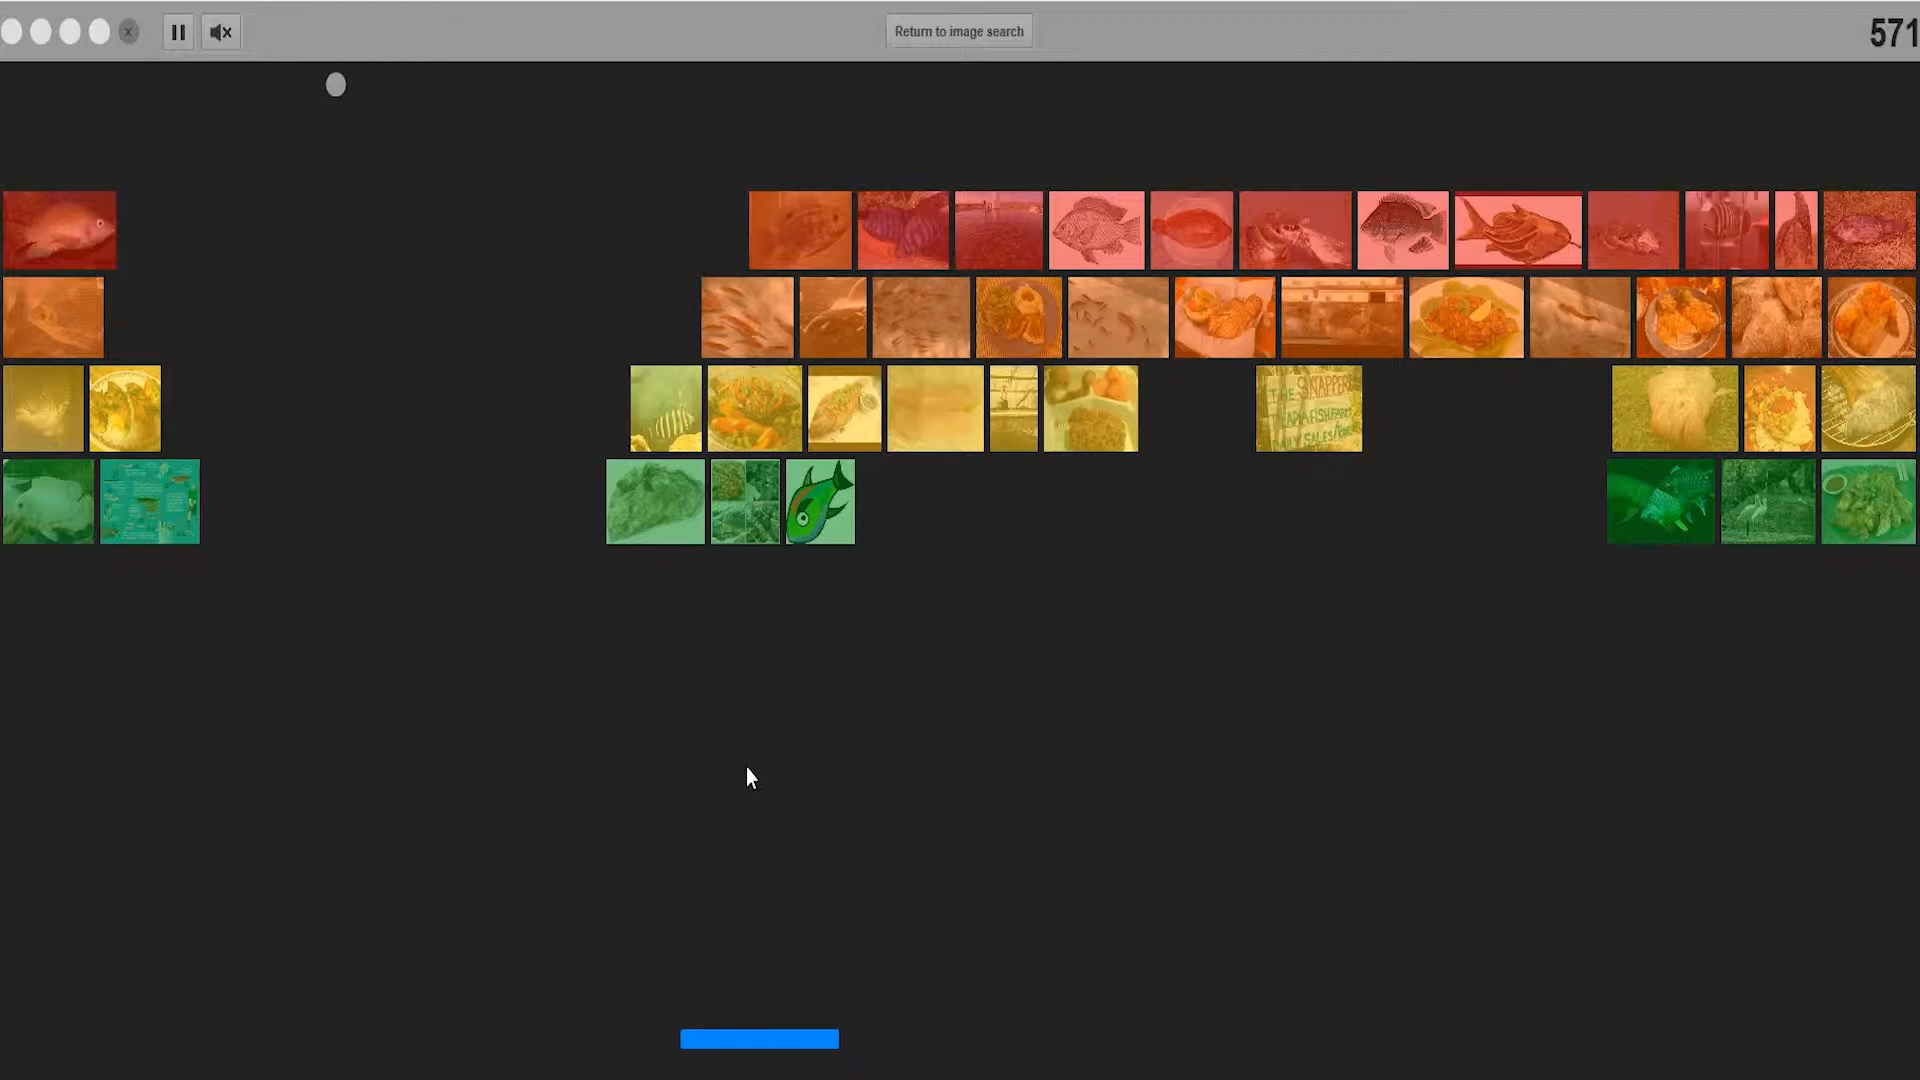 Return to image search
571
THE SNAPPER
TILAPIA FISH FARM
DAILY SALES